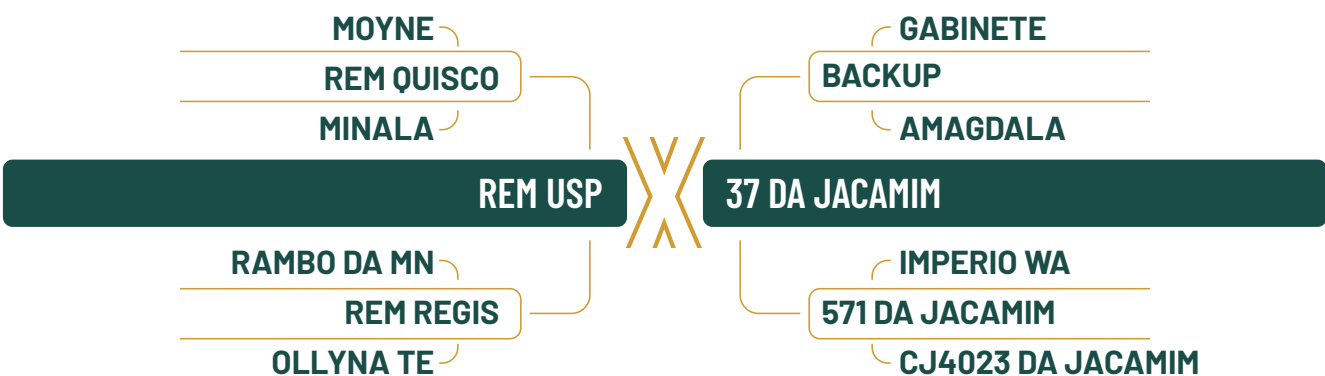 MOYNE
REM QUISCO
MINALA
REM USP
RAMBO DA MN
REM REGIS
OLLYNA TE
GABINETE
BACKUP
AMAGDALA
37 DA JACAMIM
IMPERIO WA
571 DA JACAMIM
CJ4023 DA JACAMIM